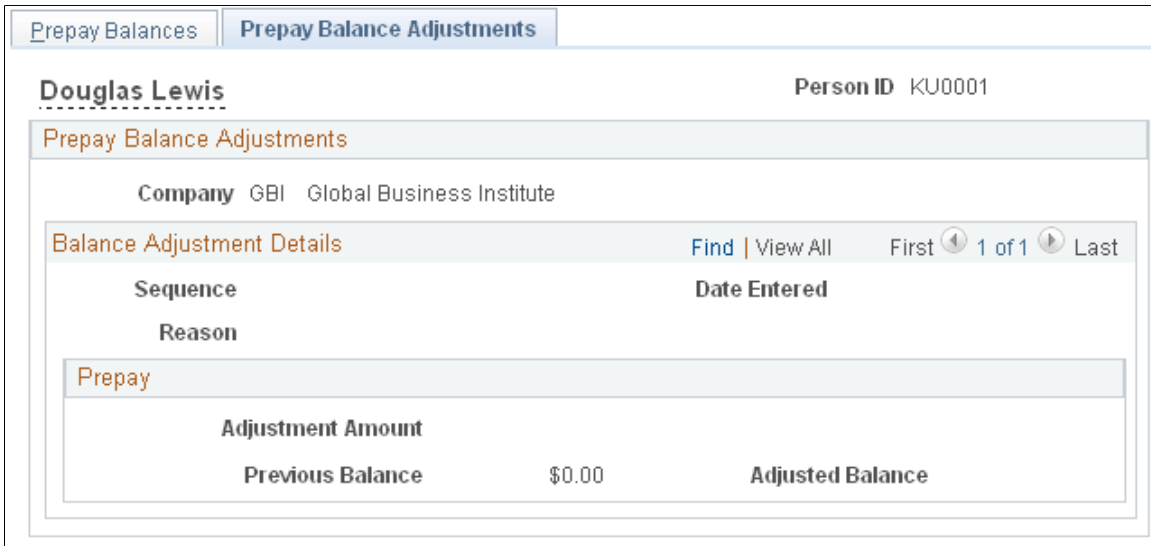 Prepay Balances Prepay Balance Adjustments
Douglas Lewis Person ID KU0001
Prepay Balance Adjustments
Company GBI Global Business Institute
Balance Adjustment Details Find | View All First 1 of 1 Last
Sequence Date Entered
Reason
Prepay
Adjustment Amount
Previous Balance $0.00 Adjusted Balance